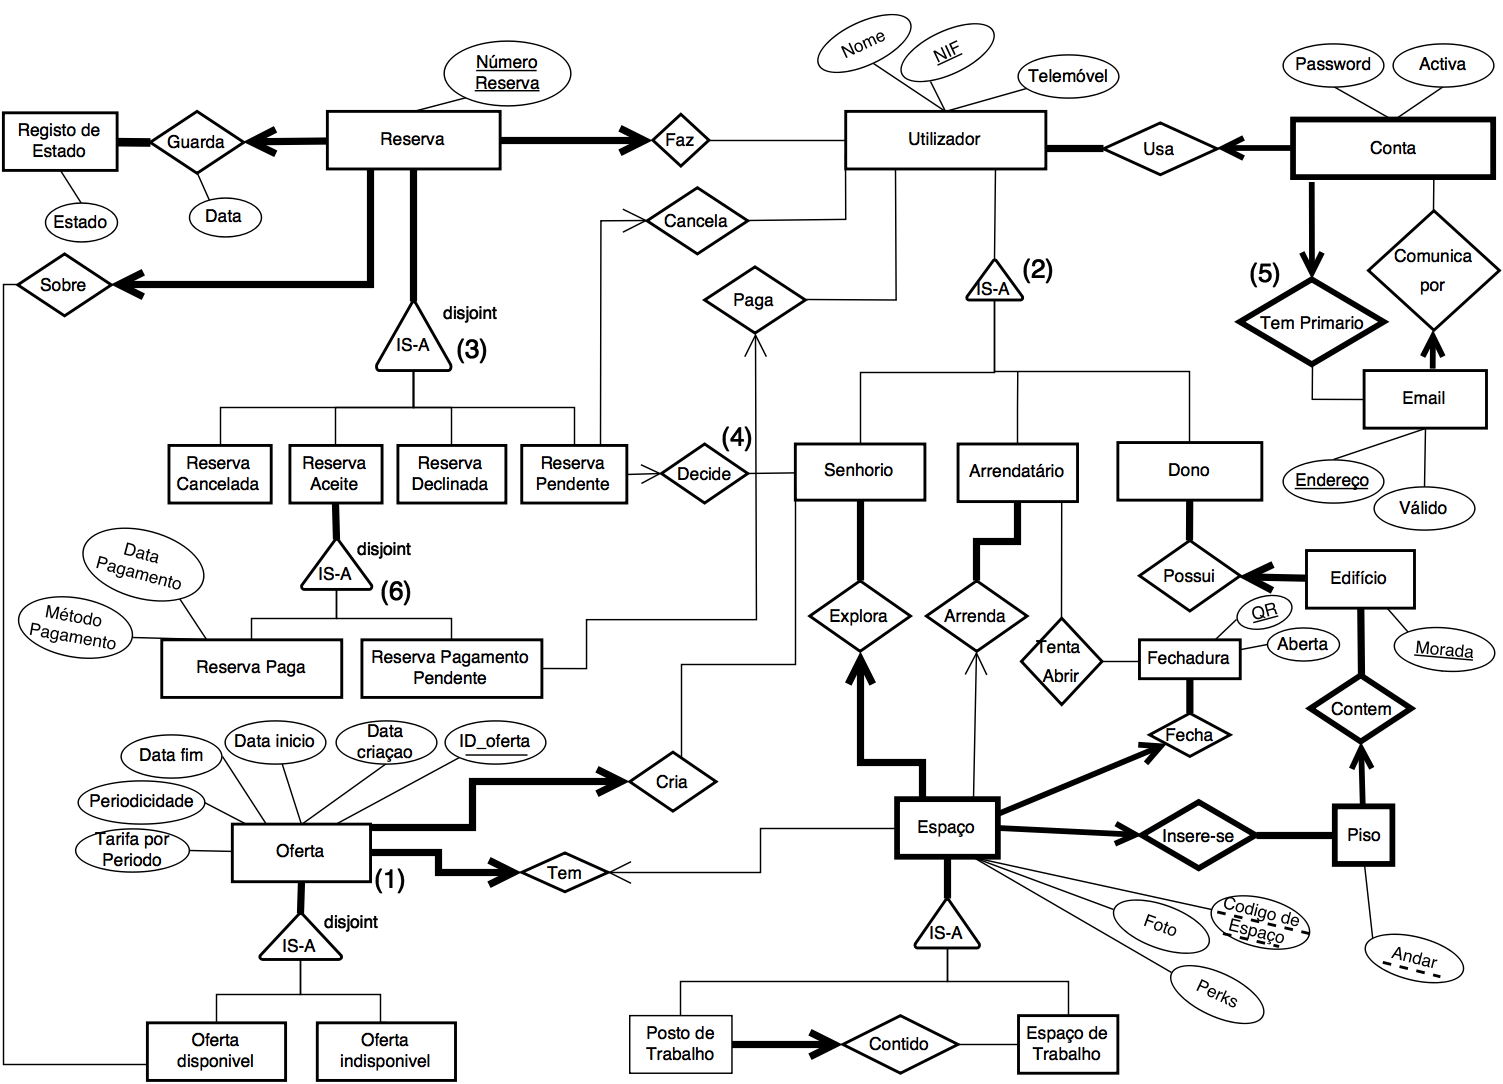 Número
Reserva
Nome
NIF
Telemóvel
Password
Activa
Registo de
Estado
Guarda
Reserva
Faz
Utilizador
Usa
Conta
Estado
Data
Cancela
Comunica
por
Sobre
Paga
IS-A
(2)
(5)
Tem Primario
disjoint
IS-A
(3)
Email
Reserva
Cancelada
Reserva
Aceite
Reserva
Declinada
Reserva
Pendente
(4)
Decide
Senhorio
Arrendatário
Dono
Endereço
Válido
Data
Pagamento
disjoint
IS-A
(6)
Método
Pagamento
Explora
Arrenda
Possui
Edifício
QR
Aberta
Morada
Reserva Paga
Reserva Pagamento
Pendente
Tenta
Abrir
Fechadura
Contem
Fecha
Data fim
Data inicio
Data
criaçao
ID_oferta
Periodicidade
Tarifa por
Periodo
Cria
Oferta
(1)
Tem
Espaço
Insere-se
Piso
disjoint
IS-A
IS-A
Foto
Codigo de
Espaço
Andar
Perks
Oferta
disponivel
Oferta
indisponivel
Posto de
Trabalho
Contido
Espaço de
Trabalho